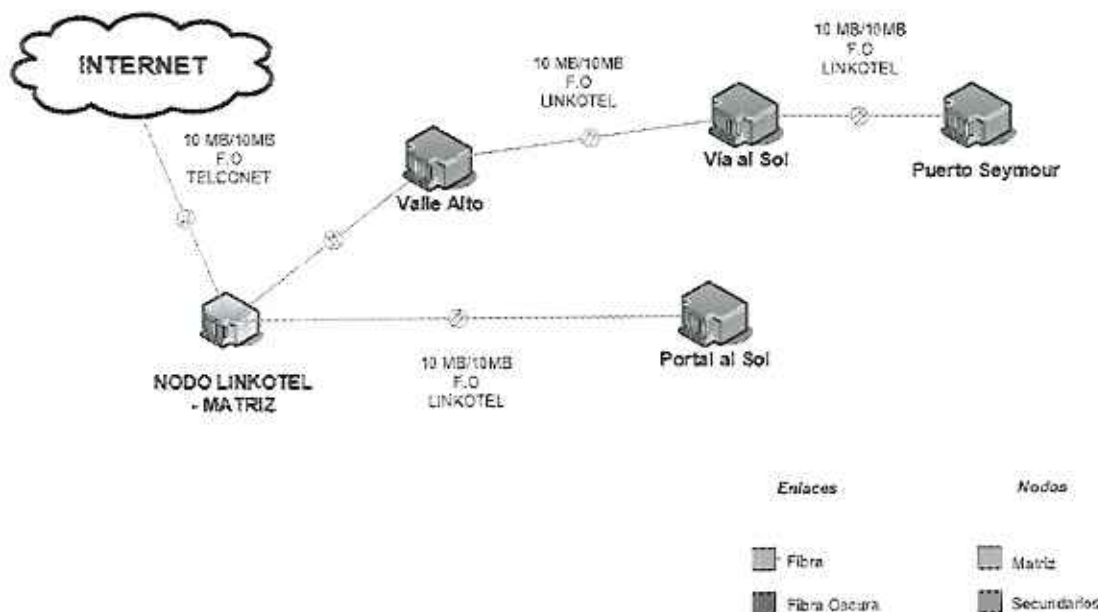 INTERNET
10 MB/10MB
F.O
TELCONET
10 MB/10MB
F.O
LINKOTEL
10 MB/10MB
F.O
LINKOTEL
Valle Alto
Vía al Sol
Puerto Seymour
NODO LINKOTEL
- MATRIZ
10 MB/10MB
F.O
LINKOTEL
Portal al Sol
Enlaces
Nodos
Fibra
Matriz
Fibra Oscura
Secundarios